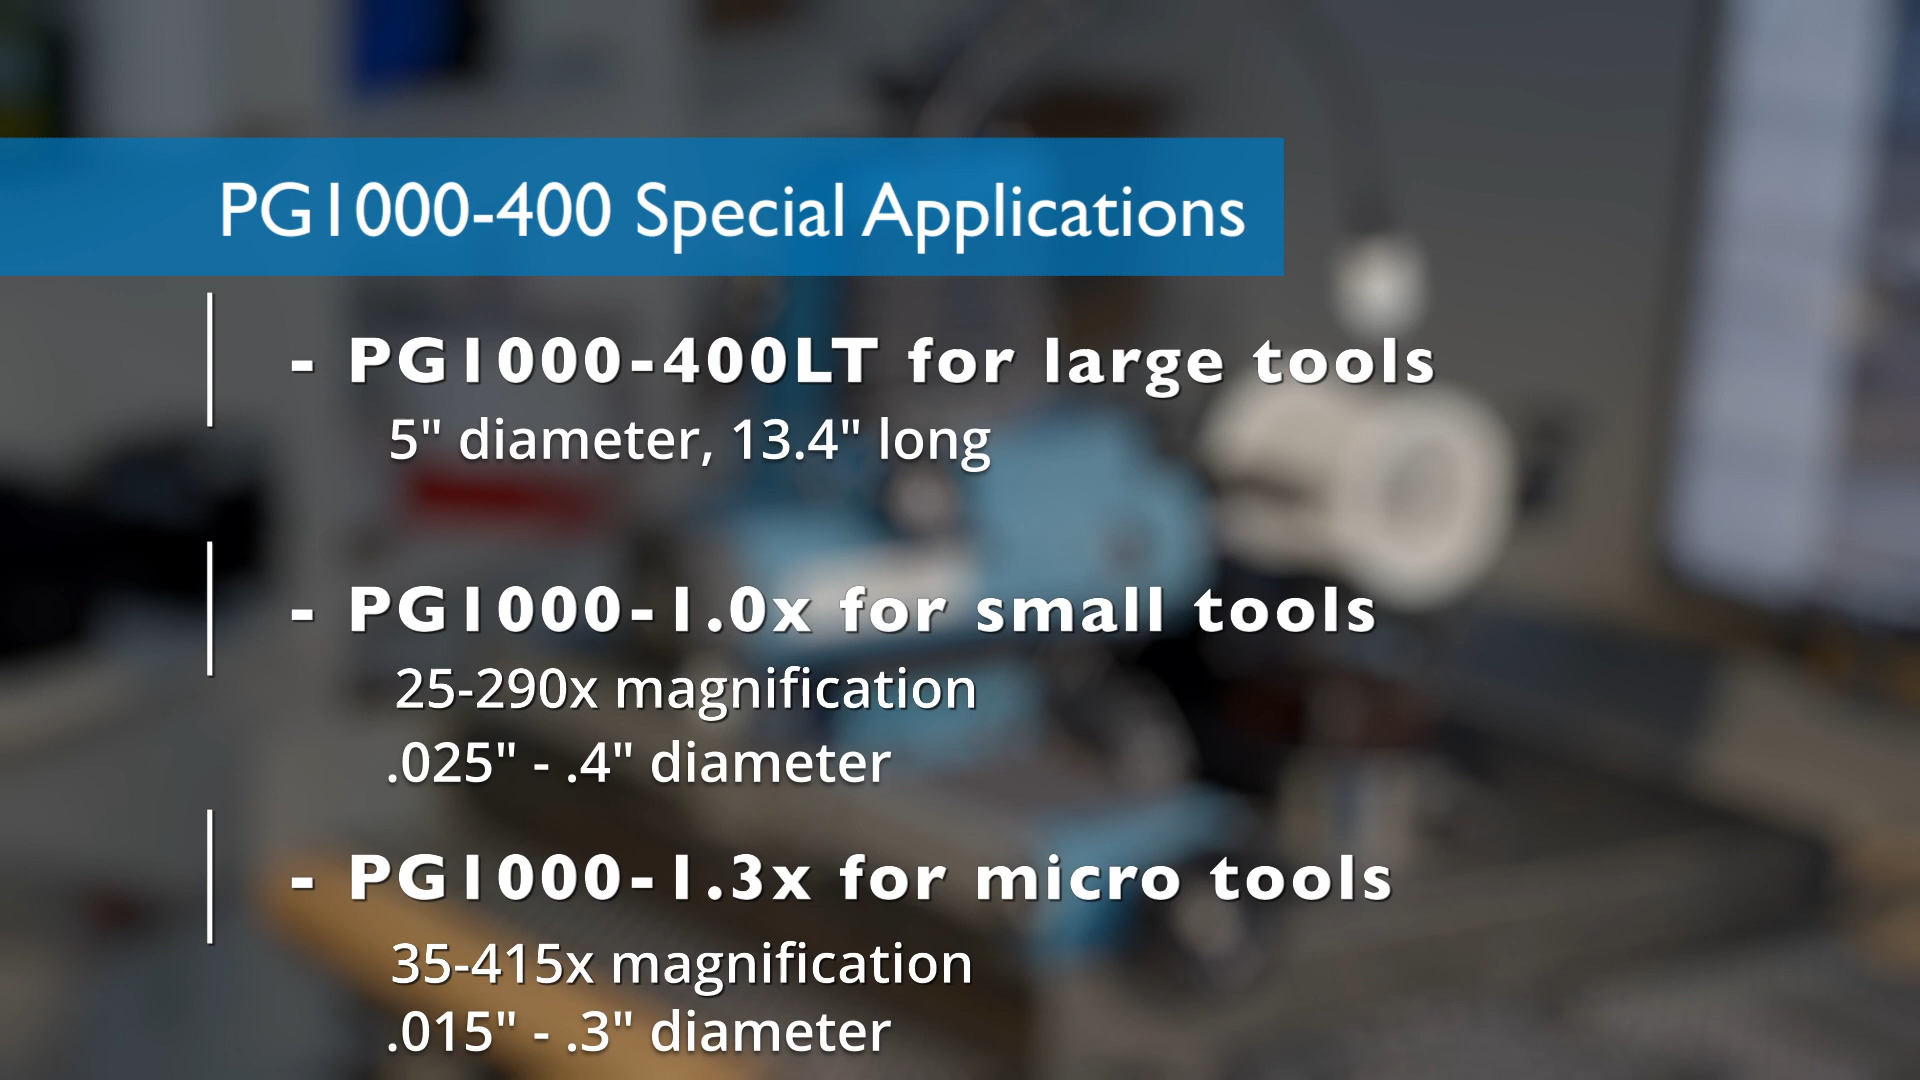 PG1000-400 Special Applications
- PG1000-400LT for large tools
5" diameter, 13.4" long
- PG1000-1.0x for small tools
25-290x magnification
.025" - .4" diameter
- PG1000-1.3x for micro tools
35-415x magnification
.015" - .3" diameter